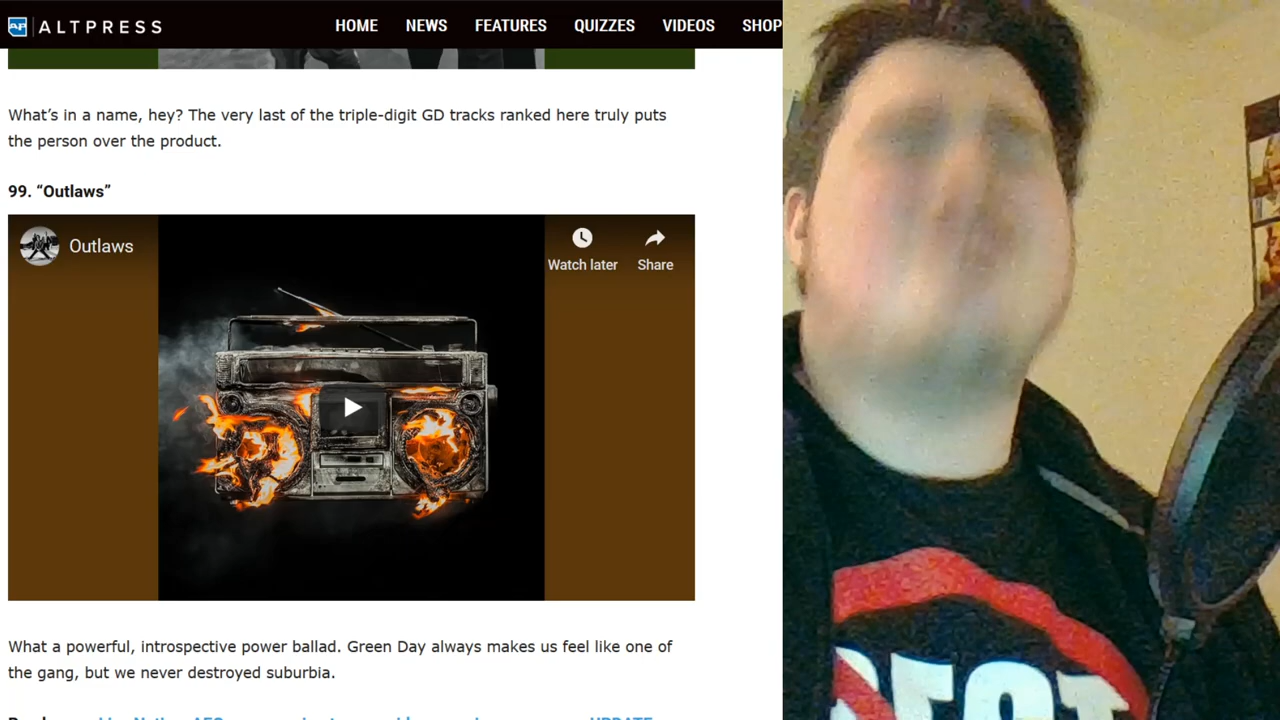 AP ALTPRESS
HOME NEWS FEATURES QUIZZES VIDEOS SHOP
What’s in a name, hey? The very last of the triple-digit GD tracks ranked here truly puts
the person over the product.
99. “Outlaws”
Outlaws
Watch later
Share
What a powerful, introspective power ballad. Green Day always makes us feel like one of
the gang, but we never destroyed suburbia.